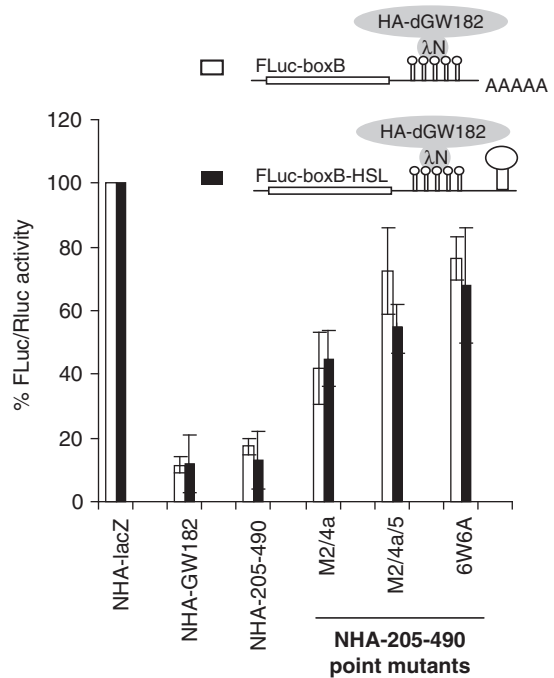 HA-dGW182
λN
FLuc-boxB
AAAAA
HA-dGW182
λN
FLuc-boxB-HSL
% FLuc/Rluc activity
120
100
80
60
40
20
0
NHA-lacZ
NHA-GW182
NHA-205-490
M2/4a
M2/4a/5
6W6A
NHA-205-490
point mutants